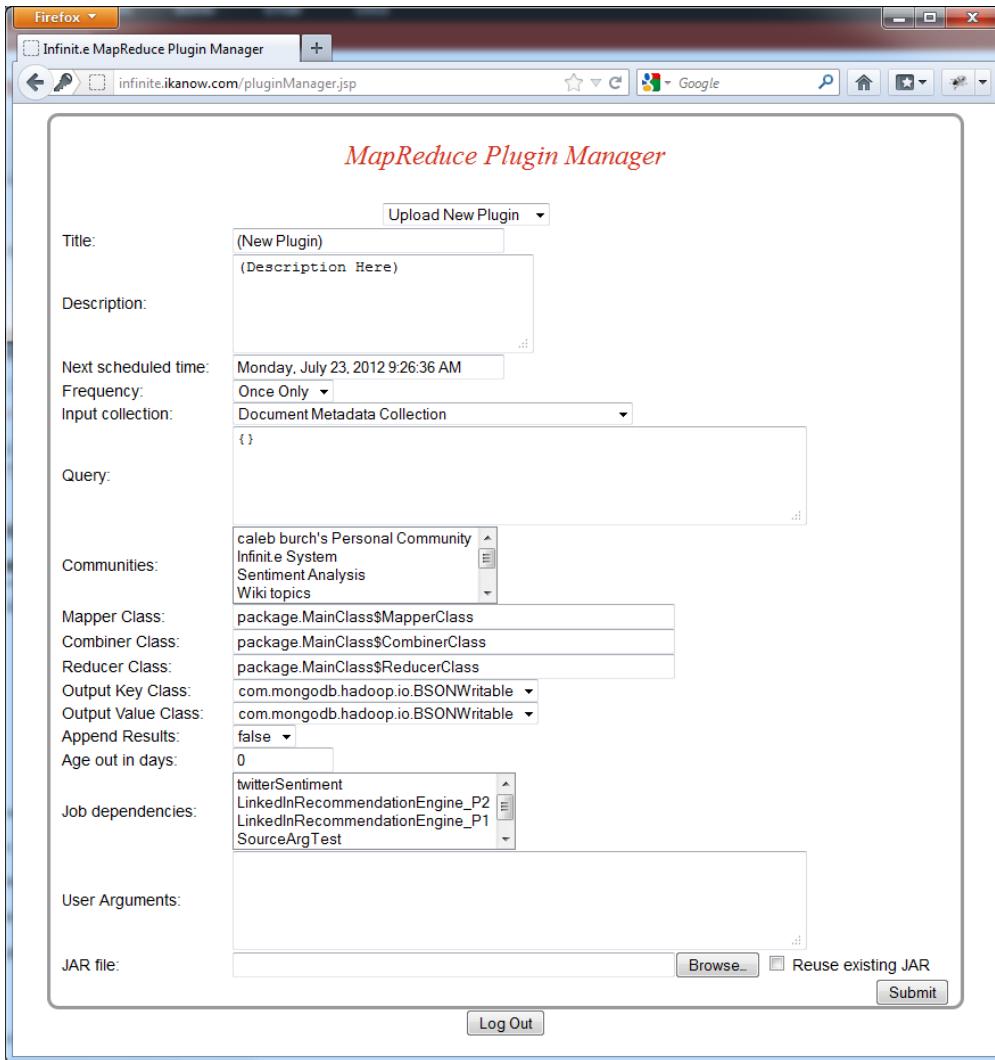 Firefox
Infinit.e MapReduce Plugin Manager
infinite.ikanow.com/pluginManager.jsp
Google
MapReduce Plugin Manager
Upload New Plugin
Title: (New Plugin)
Description: (Description Here)
Next scheduled time: Monday, July 23, 2012 9:26:36 AM
Frequency: Once Only
Input collection: Document Metadata Collection
Query: {}
Communities: caleb burch's Personal Community
Infinit.e System
Sentiment Analysis
Wiki topics
Mapper Class: package.MainClass$MapperClass
Combiner Class: package.MainClass$CombinerClass
Reducer Class: package.MainClass$ReducerClass
Output Key Class: com.mongodb.hadoop.io.BSONWritable
Output Value Class: com.mongodb.hadoop.io.BSONWritable
Append Results: false
Age out in days: 0
Job dependencies: twitterSentiment
LinkedInRecommendationEngine_P2
LinkedInRecommendationEngine_P1
SourceArgTest
User Arguments:
JAR file: Browse... Reuse existing JAR
Submit
Log Out